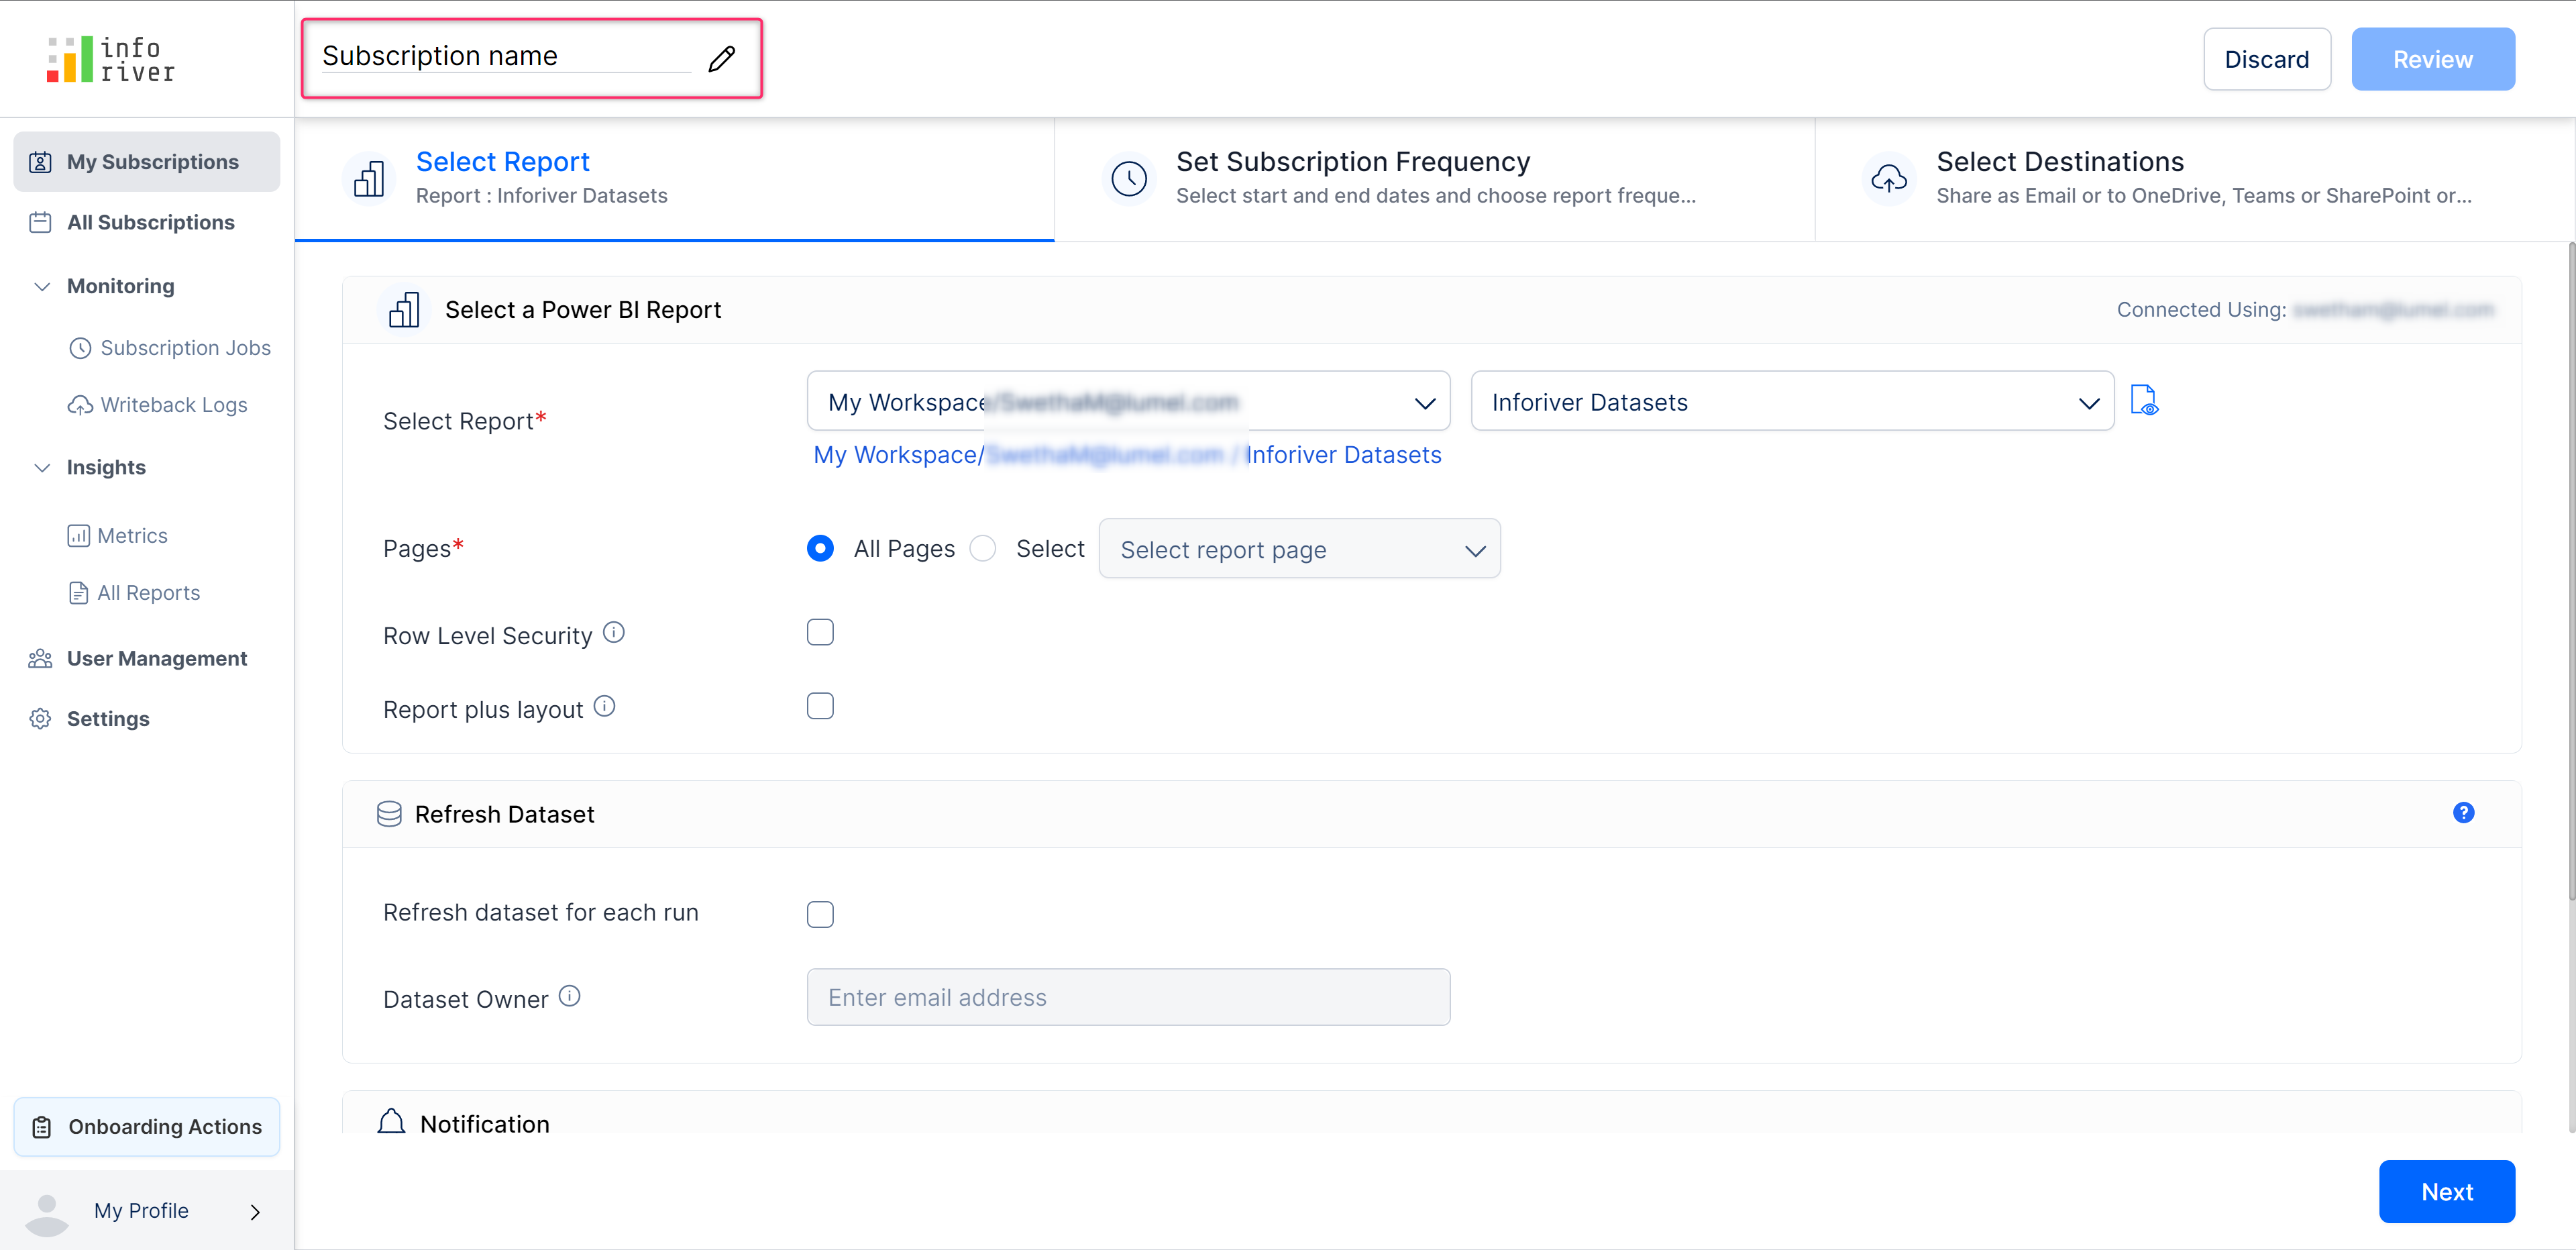 info
river
Subscription name
Discard
Review
My Subscriptions
All Subscriptions
Monitoring
Subscription Jobs
Writeback Logs
Insights
Metrics
All Reports
User Management
Settings
Onboarding Actions
My Profile
Select Report
Report : Inforiver Datasets
Set Subscription Frequency
Select start and end dates and choose report freque...
Select Destinations
Share as Email or to OneDrive, Teams or SharePoint or...
Select a Power BI Report
Connected Using:
Select Report*
My Workspace
Inforiver Datasets
My Workspace/ Inforiver Datasets
Pages*
All Pages
Select
Select report page
Row Level Security
Report plus layout
Refresh Dataset
?
Refresh dataset for each run
Dataset Owner
Enter email address
Notification
Next